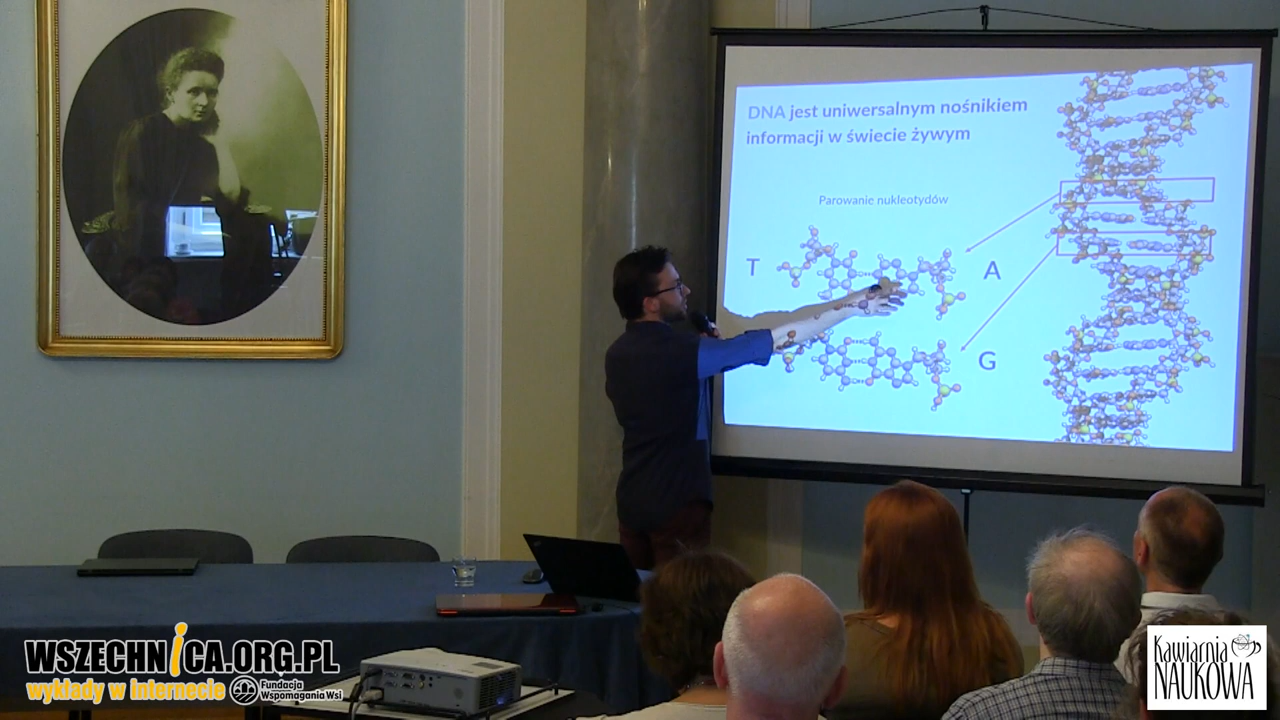 DNA jest uniwersalnym nośnikiem
informacji w świecie żywym
Parowanie nukleotydów
T
A
G
WSZECHNICA.ORG.PL
wykłady w internecie
Fundacja
Wspomagania Wsi
Kawiarnia
NAUKOWA